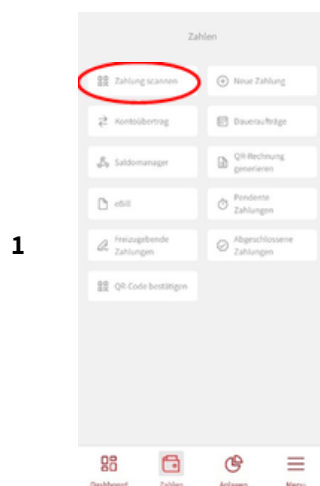 Zahlen
Zahlung scannen
Neue Zahlung
Kontoübertrag
Daueraufträge
Saldomanager
QR-Rechnung
generieren
eBill
Pendente
Zahlungen
1
Freizugebende
Zahlungen
Abgeschlossene
Zahlungen
QR-Code bestätigen
Dashboard
Zahlen
Anlagen
Menu